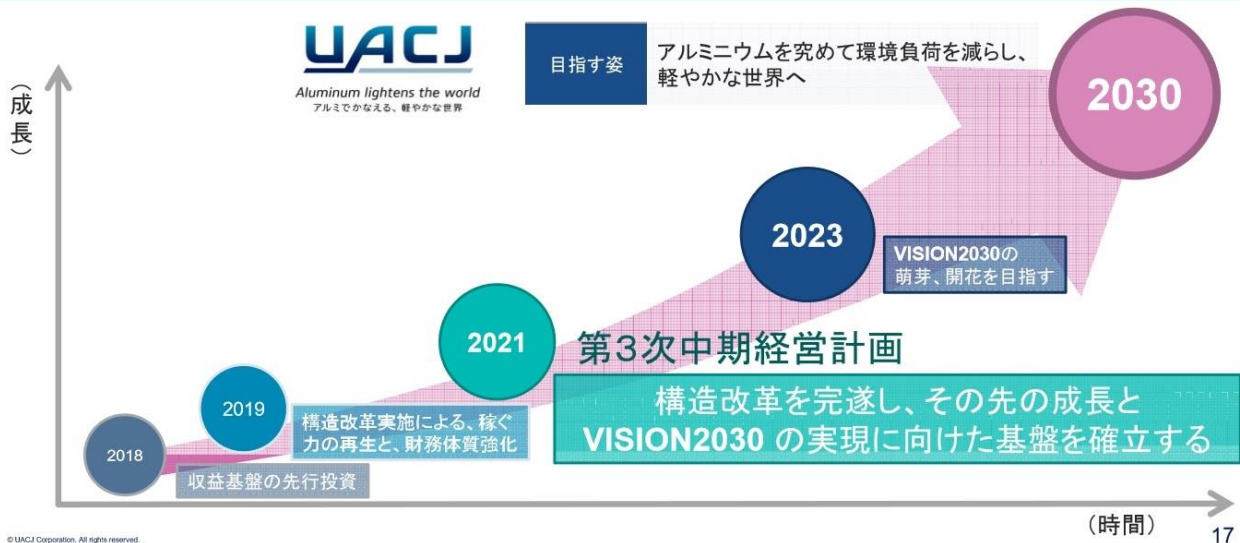 UACJ
Aluminum lightens the world
アルミでかなえる、軽やかな世界
目指す姿
アルミニウムを究めて環境負荷を減らし、
軽やかな世界へ
(成長)
2030
2023
VISION2030の
萌芽、開花を目指す
2021
第3次中期経営計画
構造改革を完遂し、その先の成長と
VISION2030 の実現に向けた基盤を確立する
2019
構造改革実施による、稼ぐ
力の再生と、財務体質強化
2018
収益基盤の先行投資
(時間)
© UACJ Corporation. All rights reserved.
17